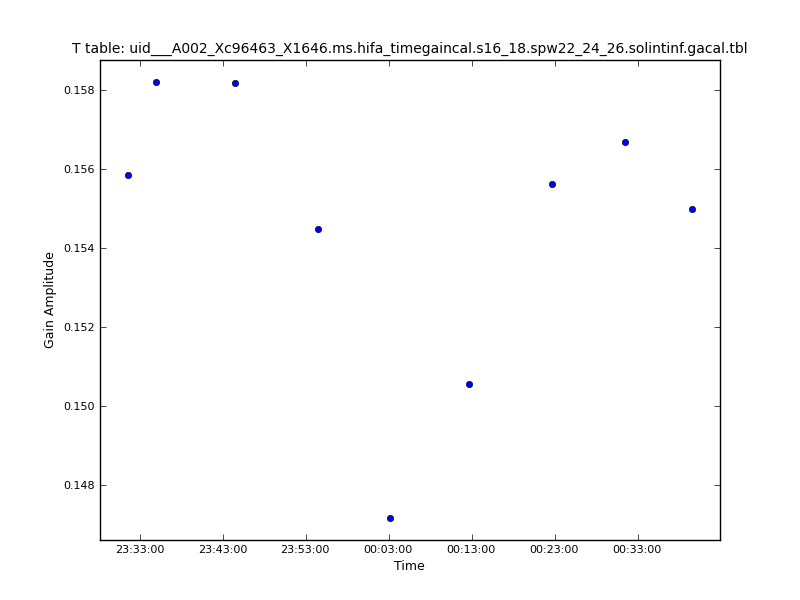 T table: uid___A002_Xc96463_X1646.ms.hifa_timegaincal.s16_18.spw22_24_26.solintinf.gacal.tbl
0.158
0.156
0.154
0.152
0.150
0.148
Gain Amplitude
23:33:00 23:43:00 23:53:00 00:03:00 00:13:00 00:23:00 00:33:00
Time